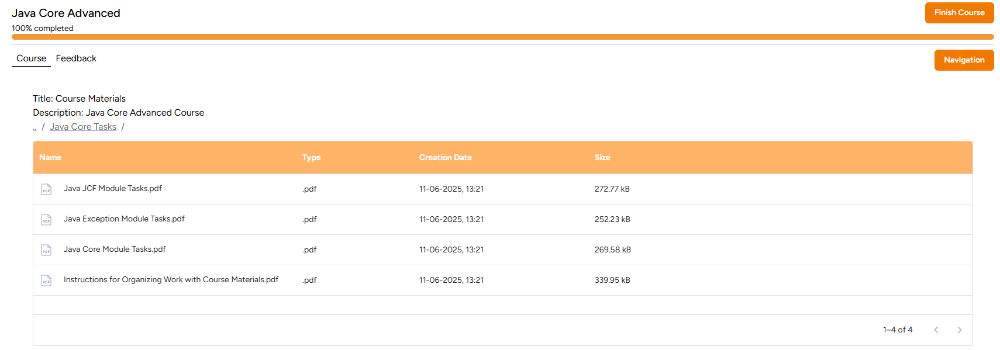 Java Core Advanced
Finish Course
100% completed
Course Feedback
Navigation
Title: Course Materials
Description: Java Core Advanced Course
.. / Java Core Tasks /
Name Type Creation Date Size
PDF Java JCF Module Tasks.pdf .pdf 11-06-2025, 13:21 272.77 kB
PDF Java Exception Module Tasks.pdf .pdf 11-06-2025, 13:21 252.23 kB
PDF Java Core Module Tasks.pdf .pdf 11-06-2025, 13:21 269.58 kB
PDF Instructions for Organizing Work with Course Materials.pdf .pdf 11-06-2025, 13:21 339.95 kB
1–4 of 4